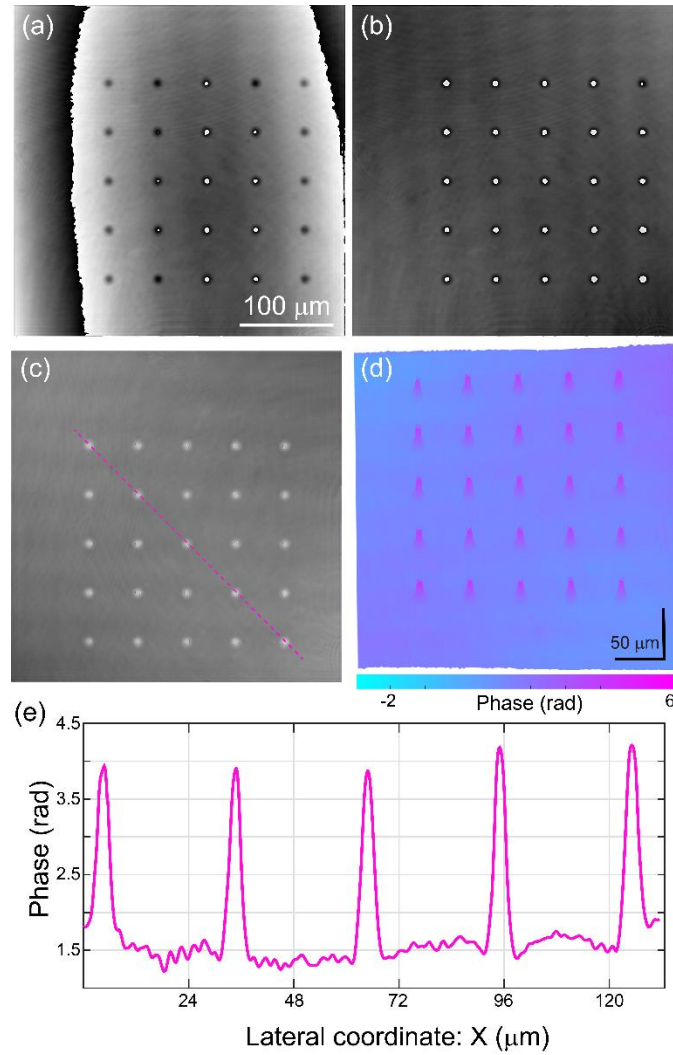 (a)
(b)
100 μm
(c)
(d)
50 μm
-2 Phase (rad) 6
(e)
4.5
3.5
2.5
1.5
Phase (rad)
24 48 72 96 120
Lateral coordinate: X (μm)